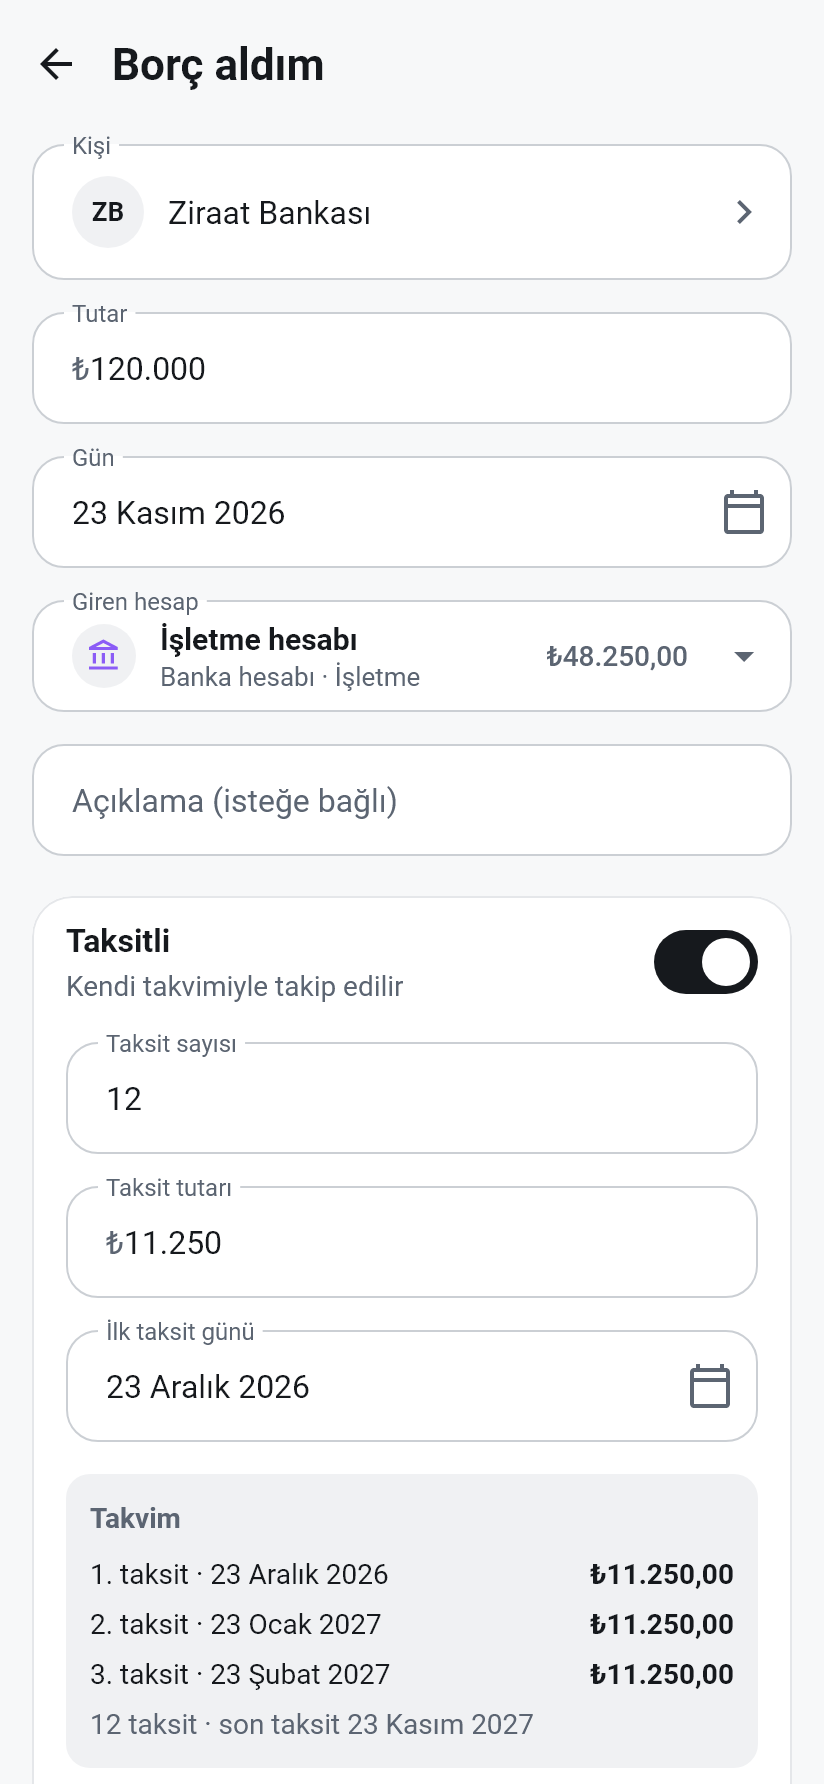 Borç aldım
Kişi
ZB
Ziraat Bankası
Tutar
₺120.000
Gün
23 Kasım 2026
Giren hesap
İşletme hesabı
Banka hesabı · İşletme
₺48.250,00
Açıklama (isteğe bağlı)
Taksitli
Kendi takvimiyle takip edilir
Taksit sayısı
12
Taksit tutarı
₺11.250
İlk taksit günü
23 Aralık 2026
Takvim
1. taksit · 23 Aralık 2026 ₺11.250,00
2. taksit · 23 Ocak 2027 ₺11.250,00
3. taksit · 23 Şubat 2027 ₺11.250,00
12 taksit · son taksit 23 Kasım 2027